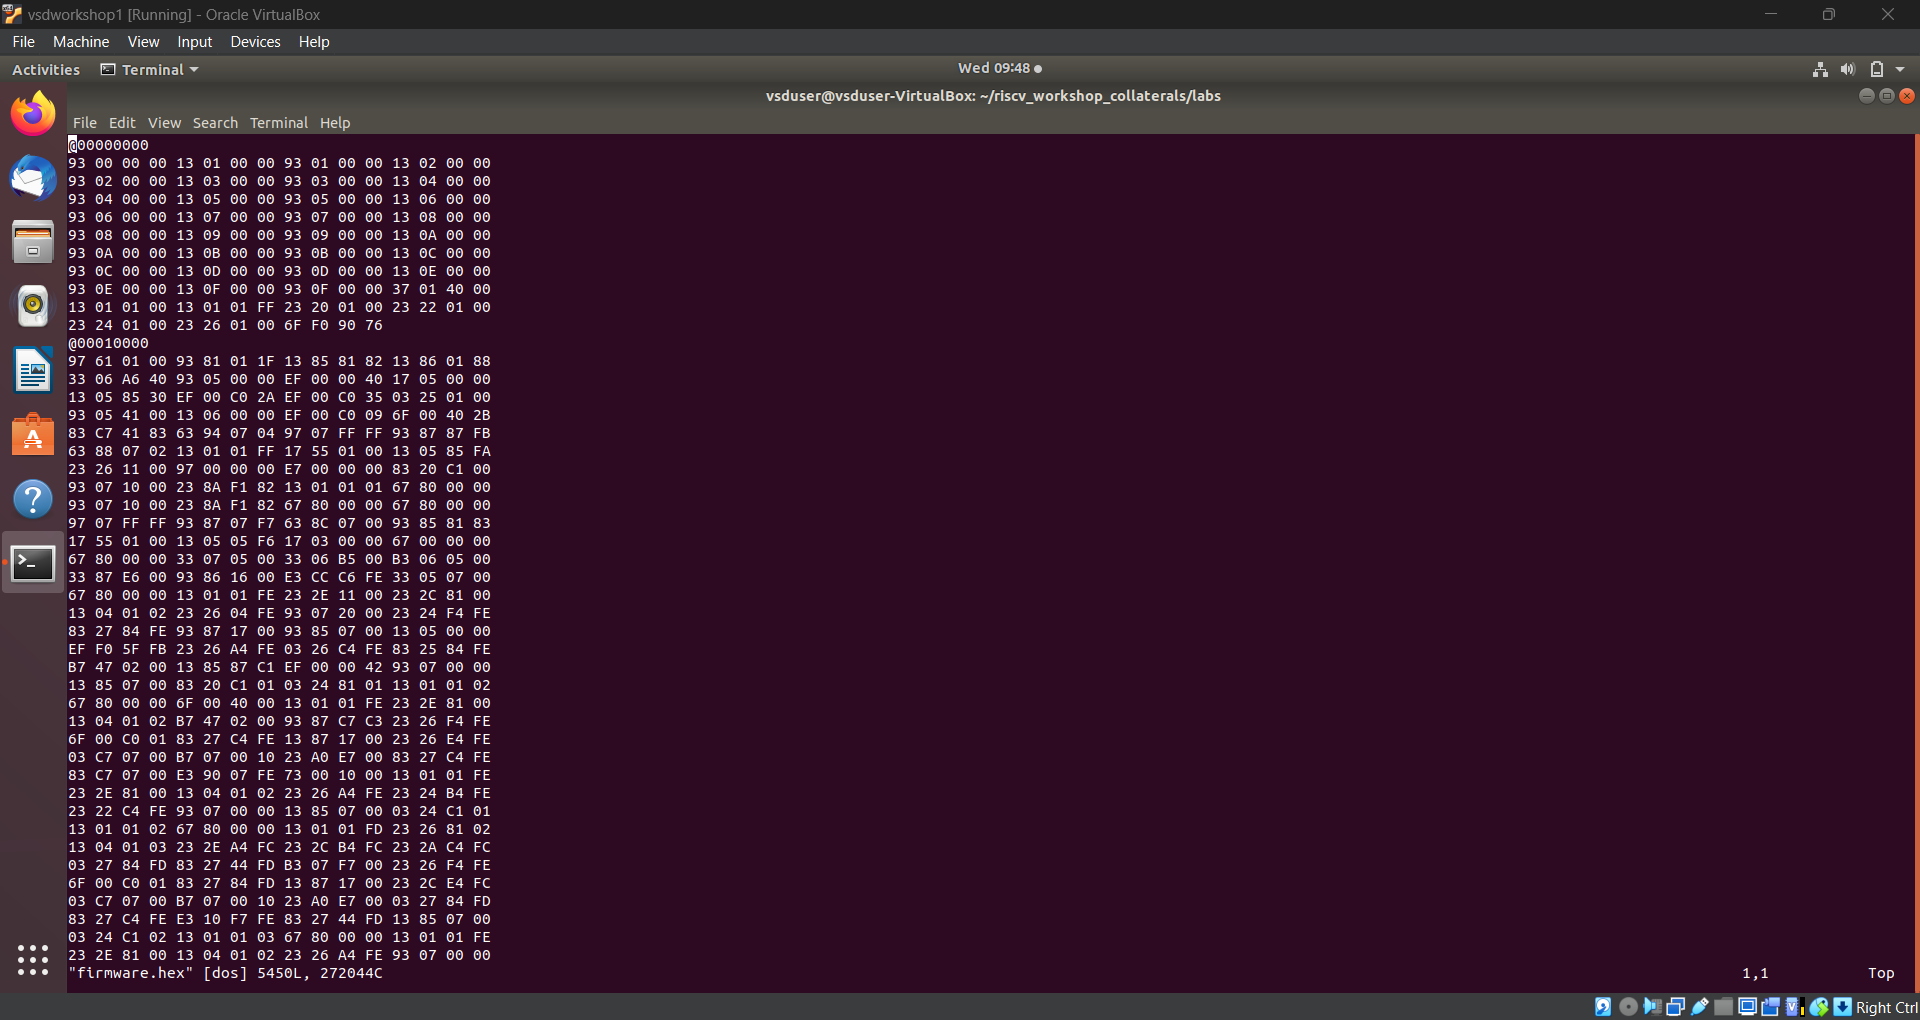 vsdworkshop1 [Running] - Oracle VirtualBox
File Machine View Input Devices Help
Activities Terminal Wed 09:48
vsduser@vsduser-VirtualBox: ~/riscv_workshop_collaterals/labs
File Edit View Search Terminal Help
@00000000
93 00 00 00 13 01 00 00 93 01 00 00 13 02 00 00
93 02 00 00 13 03 00 00 93 03 00 00 13 04 00 00
93 04 00 00 13 05 00 00 93 05 00 00 13 06 00 00
93 06 00 00 13 07 00 00 93 07 00 00 13 08 00 00
93 08 00 00 13 09 00 00 93 09 00 00 13 0A 00 00
93 0A 00 00 13 0B 00 00 93 0B 00 00 13 0C 00 00
93 0C 00 00 13 0D 00 00 93 0D 00 00 13 0E 00 00
93 0E 00 00 13 0F 00 00 93 0F 00 00 37 01 40 00
13 01 01 00 13 01 01 FF 23 20 01 00 23 22 01 00
23 24 01 00 23 26 01 00 6F F0 90 76
@00010000
97 61 01 00 93 81 01 1F 13 85 81 82 13 86 01 88
33 06 A6 40 93 05 00 00 EF 00 00 40 17 05 00 00
13 05 85 30 EF 00 C0 2A EF 00 C0 35 03 25 01 00
93 05 41 00 13 06 00 00 EF 00 C0 09 6F 00 40 2B
83 C7 41 83 63 94 07 04 97 07 FF FF 93 87 87 FB
63 88 07 02 13 01 01 FF 17 55 01 00 13 05 85 FA
23 26 11 00 97 00 00 00 E7 00 00 00 83 20 C1 00
93 07 10 00 23 8A F1 82 13 01 01 01 67 80 00 00
93 07 10 00 23 8A F1 82 67 80 00 00 67 80 00 00
97 07 FF FF 93 87 07 F7 63 8C 07 00 93 85 81 83
17 55 01 00 13 05 05 F6 17 03 00 00 67 00 00 00
67 80 00 00 33 07 05 00 33 06 B5 00 B3 06 05 00
33 87 E6 00 93 86 16 00 E3 CC C6 FE 33 05 07 00
67 80 00 00 13 01 01 FE 23 2E 11 00 23 2C 81 00
13 04 01 02 23 26 04 FE 93 07 20 00 23 24 F4 FE
83 27 84 FE 93 87 17 00 93 85 07 00 13 05 00 00
EF F0 5F FB 23 26 A4 FE 03 26 C4 FE 83 25 84 FE
B7 47 02 00 13 85 87 C1 EF 00 00 42 93 07 00 00
13 85 07 00 83 20 C1 01 03 24 81 01 13 01 01 02
67 80 00 00 6F 00 40 00 13 01 01 FE 23 2E 81 00
13 04 01 02 B7 47 02 00 93 87 C7 C3 23 26 F4 FE
6F 00 C0 01 83 27 C4 FE 13 87 17 00 23 26 E4 FE
03 C7 07 00 B7 07 00 10 23 A0 E7 00 83 27 C4 FE
83 C7 07 00 E3 90 07 FE 73 00 10 00 13 01 01 FE
23 2E 81 00 13 04 01 02 23 26 A4 FE 23 24 B4 FE
23 22 C4 FE 93 07 00 00 13 85 07 00 03 24 C1 01
13 01 01 02 67 80 00 00 13 01 01 FD 23 26 81 02
13 04 01 03 23 2E A4 FC 23 2C B4 FC 23 2A C4 FC
03 27 84 FD 83 27 44 FD B3 07 F7 00 23 26 F4 FE
6F 00 C0 01 83 27 84 FD 13 87 17 00 23 2C E4 FC
03 C7 07 00 B7 07 00 10 23 A0 E7 00 03 27 84 FD
83 27 C4 FE E3 10 F7 FE 83 27 44 FD 13 85 07 00
03 24 C1 02 13 01 01 03 67 80 00 00 13 01 01 FE
23 2E 81 00 13 04 01 02 23 26 A4 FE 93 07 00 00
"firmware.hex" [dos] 5450L, 272044C 1,1 Top
Right Ctrl